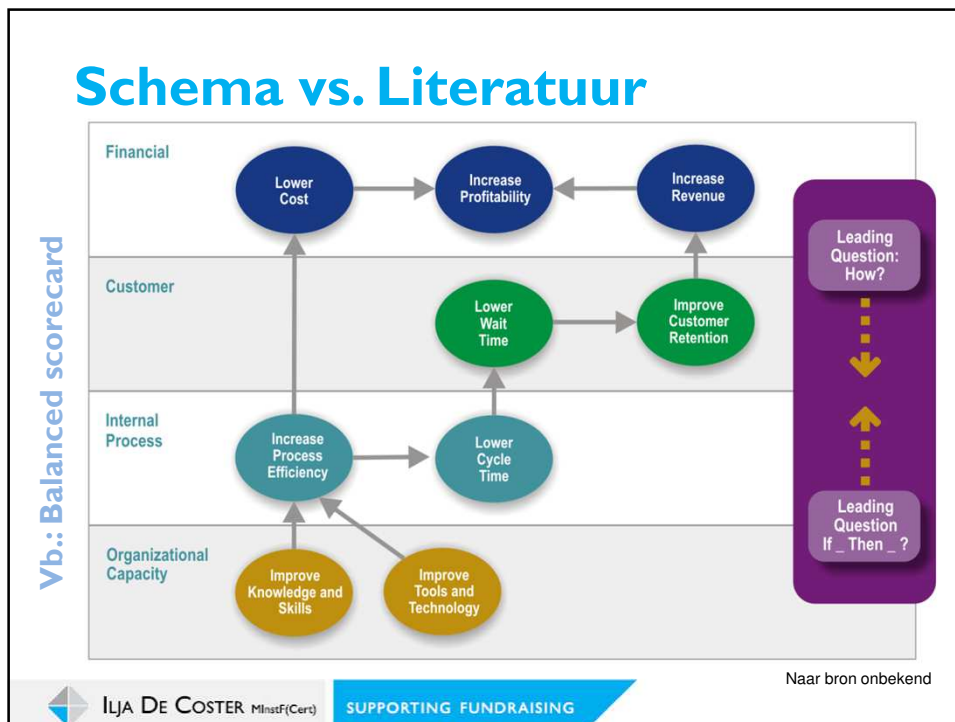 Schema vs. Literatuur
Vb.: Balanced scorecard
Financial
Lower
Cost
Increase
Profitability
Increase
Revenue
Customer
Lower
Wait
Time
Improve
Customer
Retention
Internal
Process
Increase
Process
Efficiency
Lower
Cycle
Time
Organizational
Capacity
Improve
Knowledge and
Skills
Improve
Tools and
Technology
Leading
Question:
How?
Leading
Question
If _ Then _ ?
Naar bron onbekend
ILJA DE COSTER MInstF(Cert)
SUPPORTING FUNDRAISING